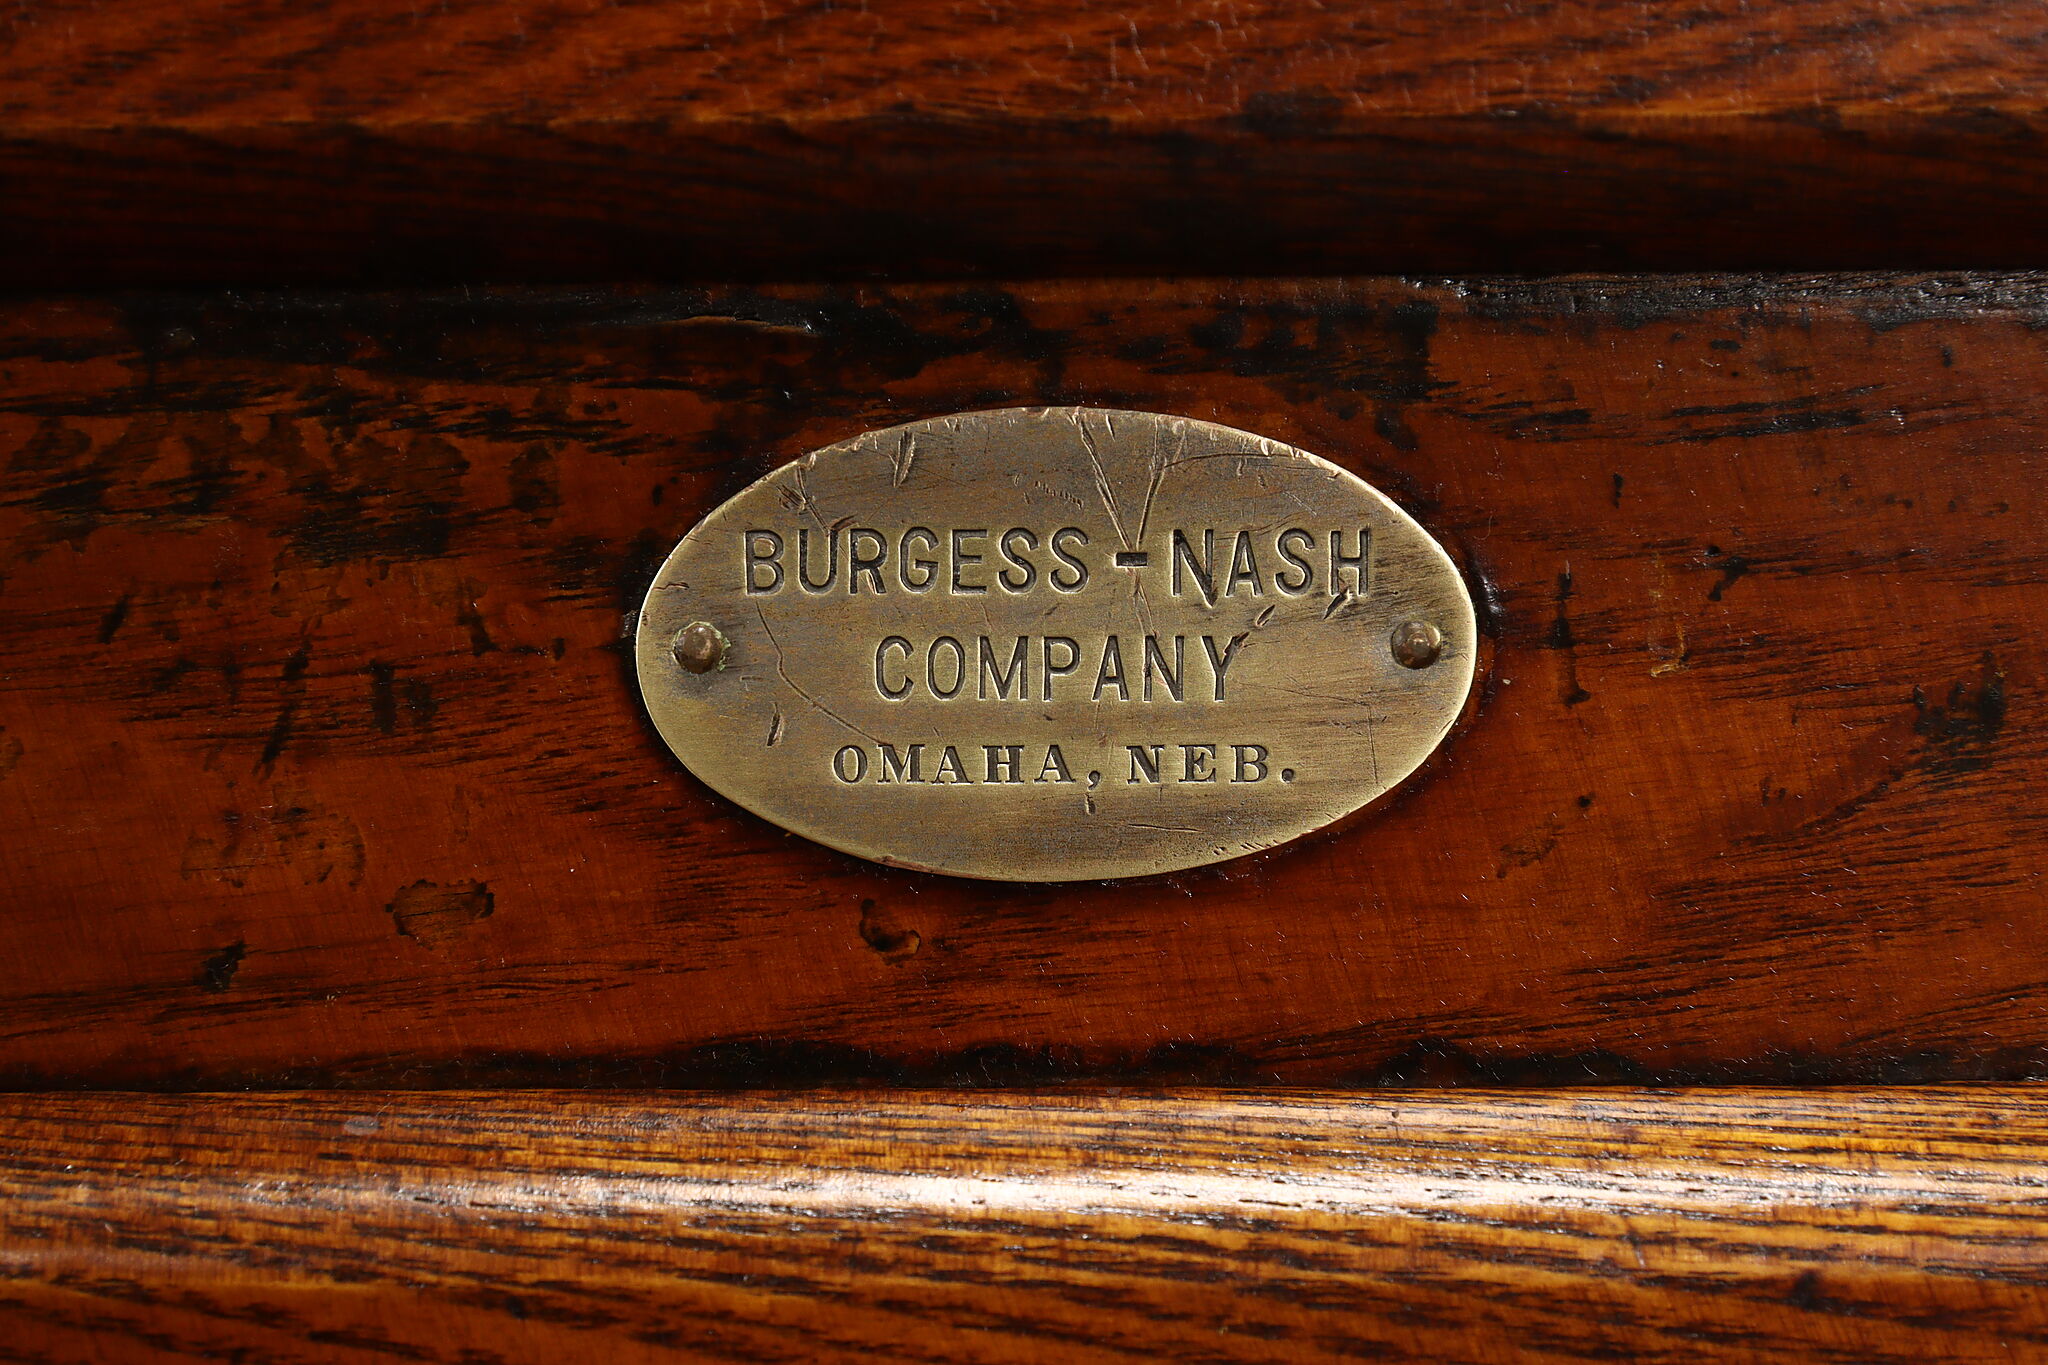 BURGESS-NASH
COMPANY
OMAHA, NEB.